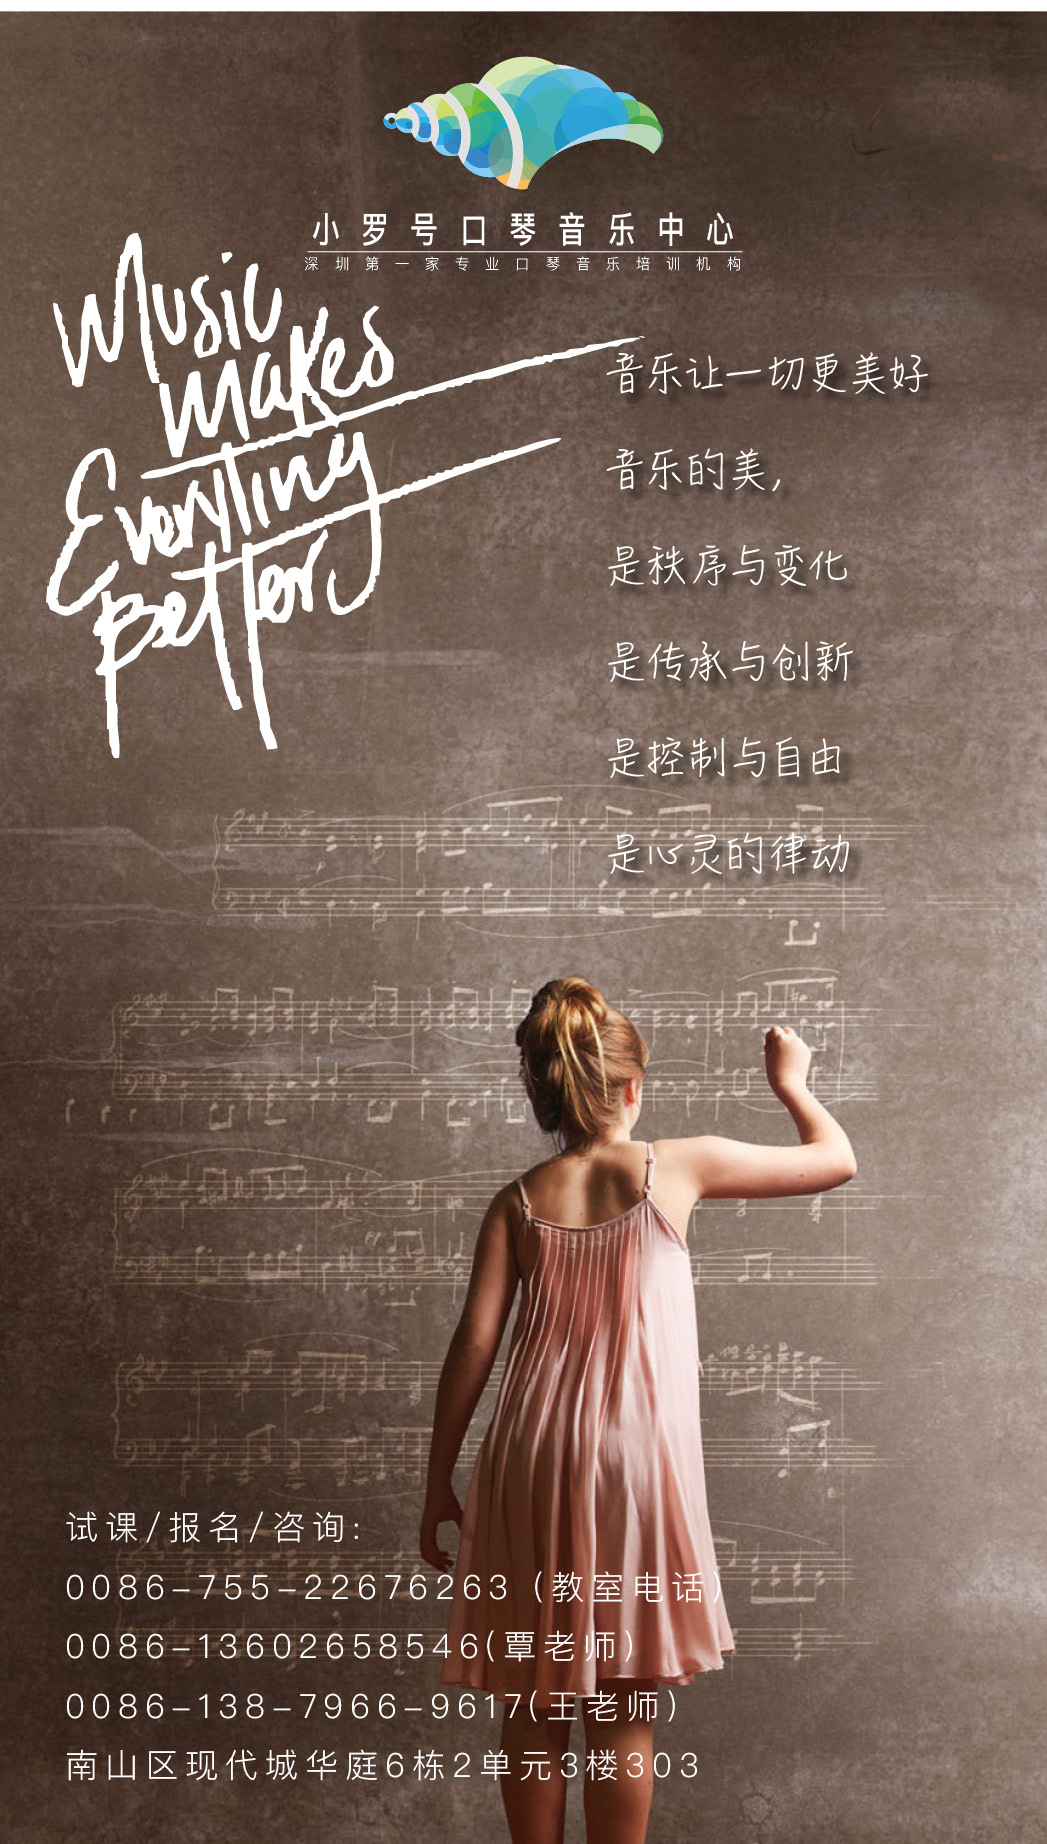 小罗号口琴音乐中心
深圳第一家专业口琴音乐培训机构
Music
Makes
Everyting
Better
音乐让一切更美好
音乐的美,
是秩序与变化
是传承与创新
是控制与自由
是心灵的律动
试课/报名/咨询:
0086-755-22676263 (教室电话)
0086-13602658546(覃老师)
0086-138-7966-9617(王老师)
南山区现代城华庭6栋2单元3楼303